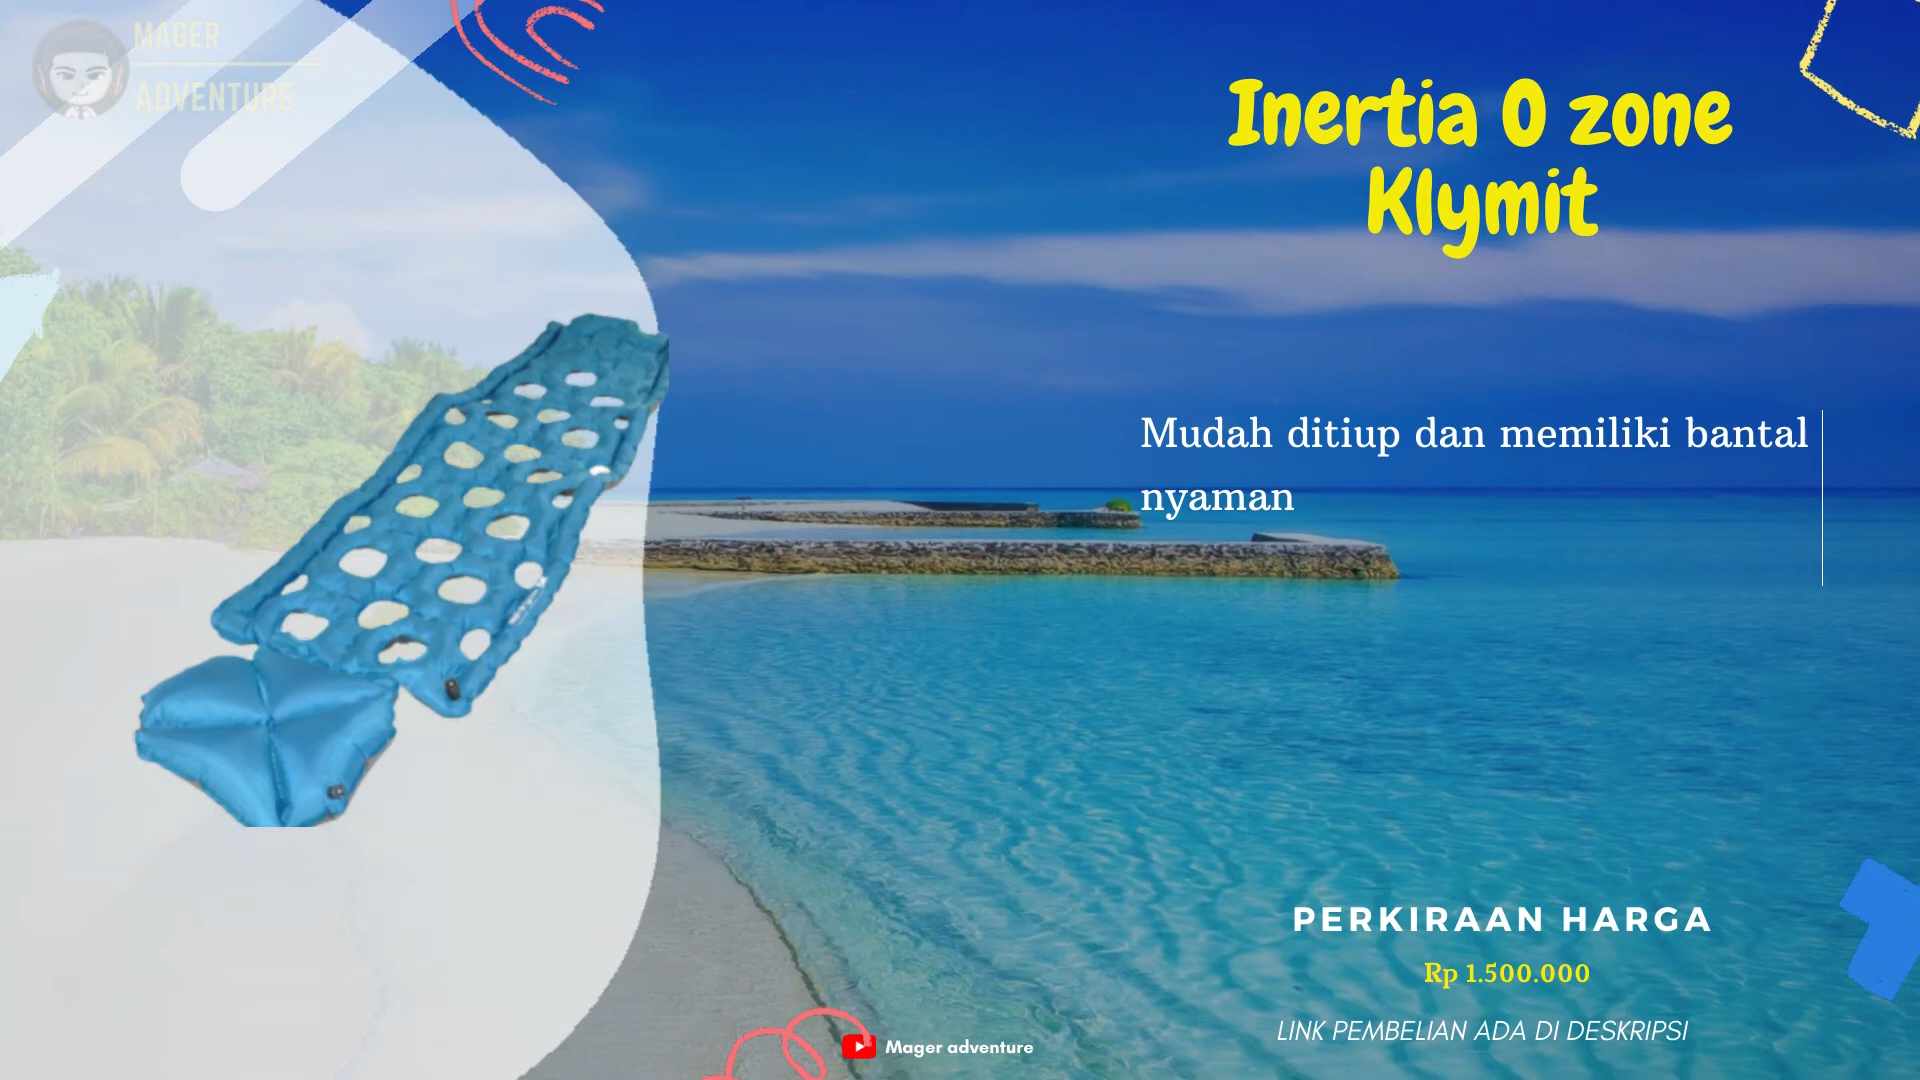 MAGER
ADVENTURE
Inertia O zone
Klymit
Mudah ditiup dan memiliki bantal
nyaman
PERKIRAAN HARGA
Rp 1.500.000
LINK PEMBELIAN ADA DI DESKRIPSI
Mager adventure